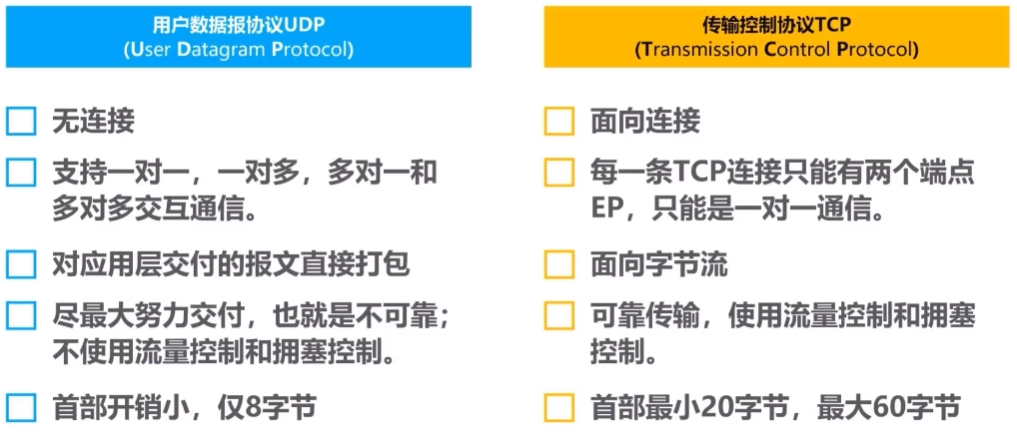 用户数据报协议UDP
(User Datagram Protocol)
无连接
支持一对一，一对多，多对一和
多对多交互通信。
对应用层交付的报文直接打包
尽最大努力交付，也就是不可靠；
不使用流量控制和拥塞控制。
首部开销小，仅8字节
传输控制协议TCP
(Transmission Control Protocol)
面向连接
每一条TCP连接只能有两个端点
EP，只能是一对一通信。
面向字节流
可靠传输，使用流量控制和拥塞
控制。
首部最小20字节，最大60字节